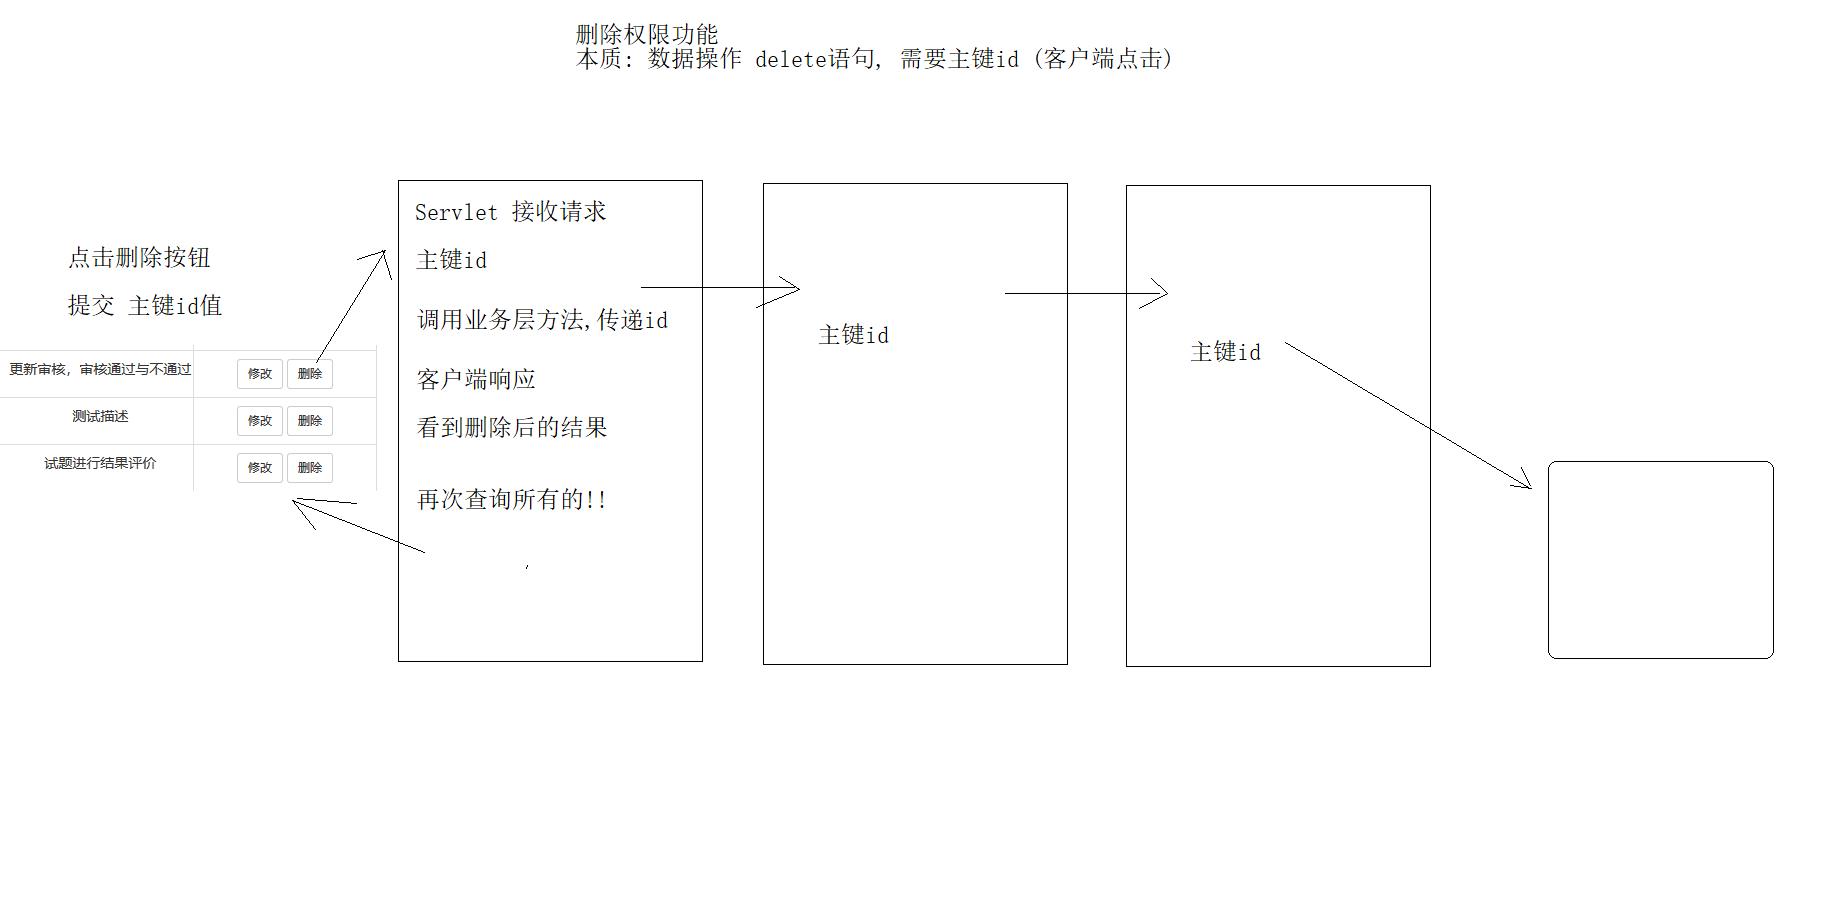 删除权限功能
本质: 数据操作 delete语句, 需要主键id (客户端点击)
点击删除按钮
提交 主键id值
更新审核，审核通过与不通过 修改 删除
测试描述 修改 删除
试题进行结果评价 修改 删除
Servlet 接收请求
主键id
调用业务层方法,传递id
客户端响应
看到删除后的结果
再次查询所有的!!
主键id
主键id